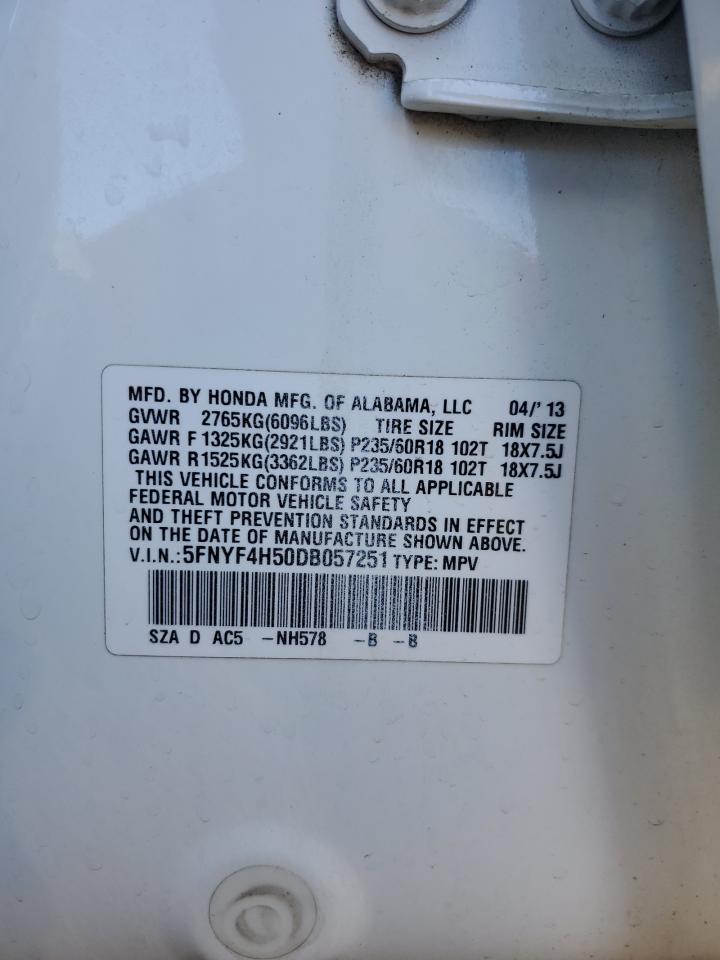 MFD. BY HONDA MFG. OF ALABAMA, LLC 04/'13
GVWR 2765KG(6096LBS) TIRE SIZE RIM SIZE
GAWR F 1325KG(2921LBS) P235/60R18 102T 18X7.5J
GAWR R1525KG(3362LBS) P235/60R18 102T 18X7.5J
THIS VEHICLE CONFORMS TO ALL APPLICABLE
FEDERAL MOTOR VEHICLE SAFETY
AND THEFT PREVENTION STANDARDS IN EFFECT
ON THE DATE OF MANUFACTURE SHOWN ABOVE.
V.I.N.:5FNYF4H50DB057251 TYPE: MPV
SZA D AC5 -NH578 -B -B